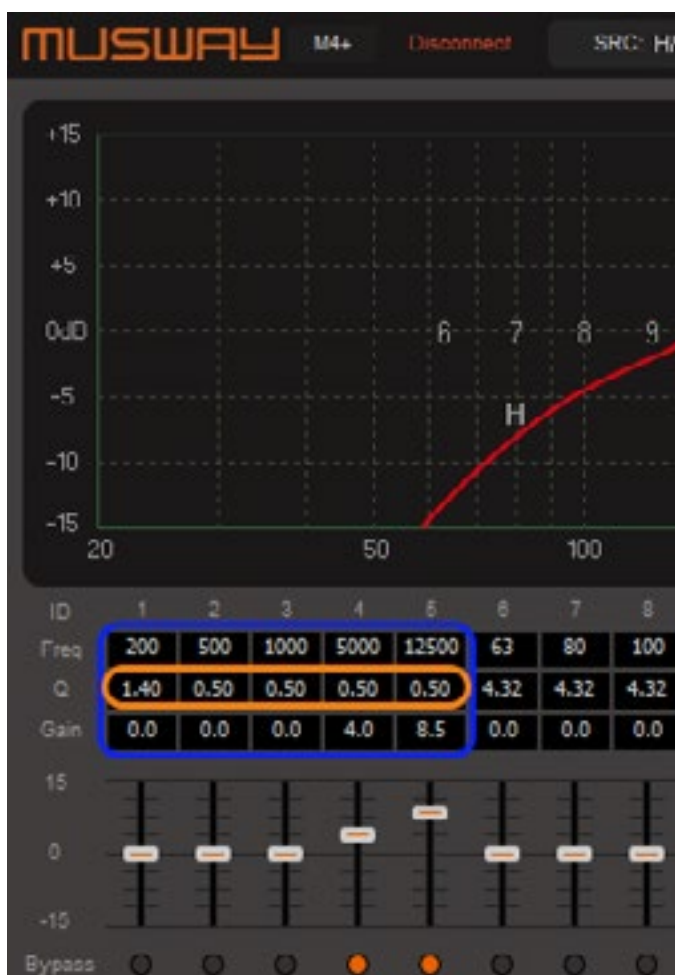 MUSWAY M4+ Disconnect SRC: H/
+15
+10
+5
0dB 6 7 8 9
-5
H
-10
-15
20 50 100
ID 1 2 3 4 5 6 7 8
Freq 200 500 1000 5000 12500 63 80 100
Q 1.40 0.50 0.50 0.50 0.50 4.32 4.32 4.32
Gain 0.0 0.0 0.0 4.0 8.5 0.0 0.0 0.0
15
0
-15
Bypass